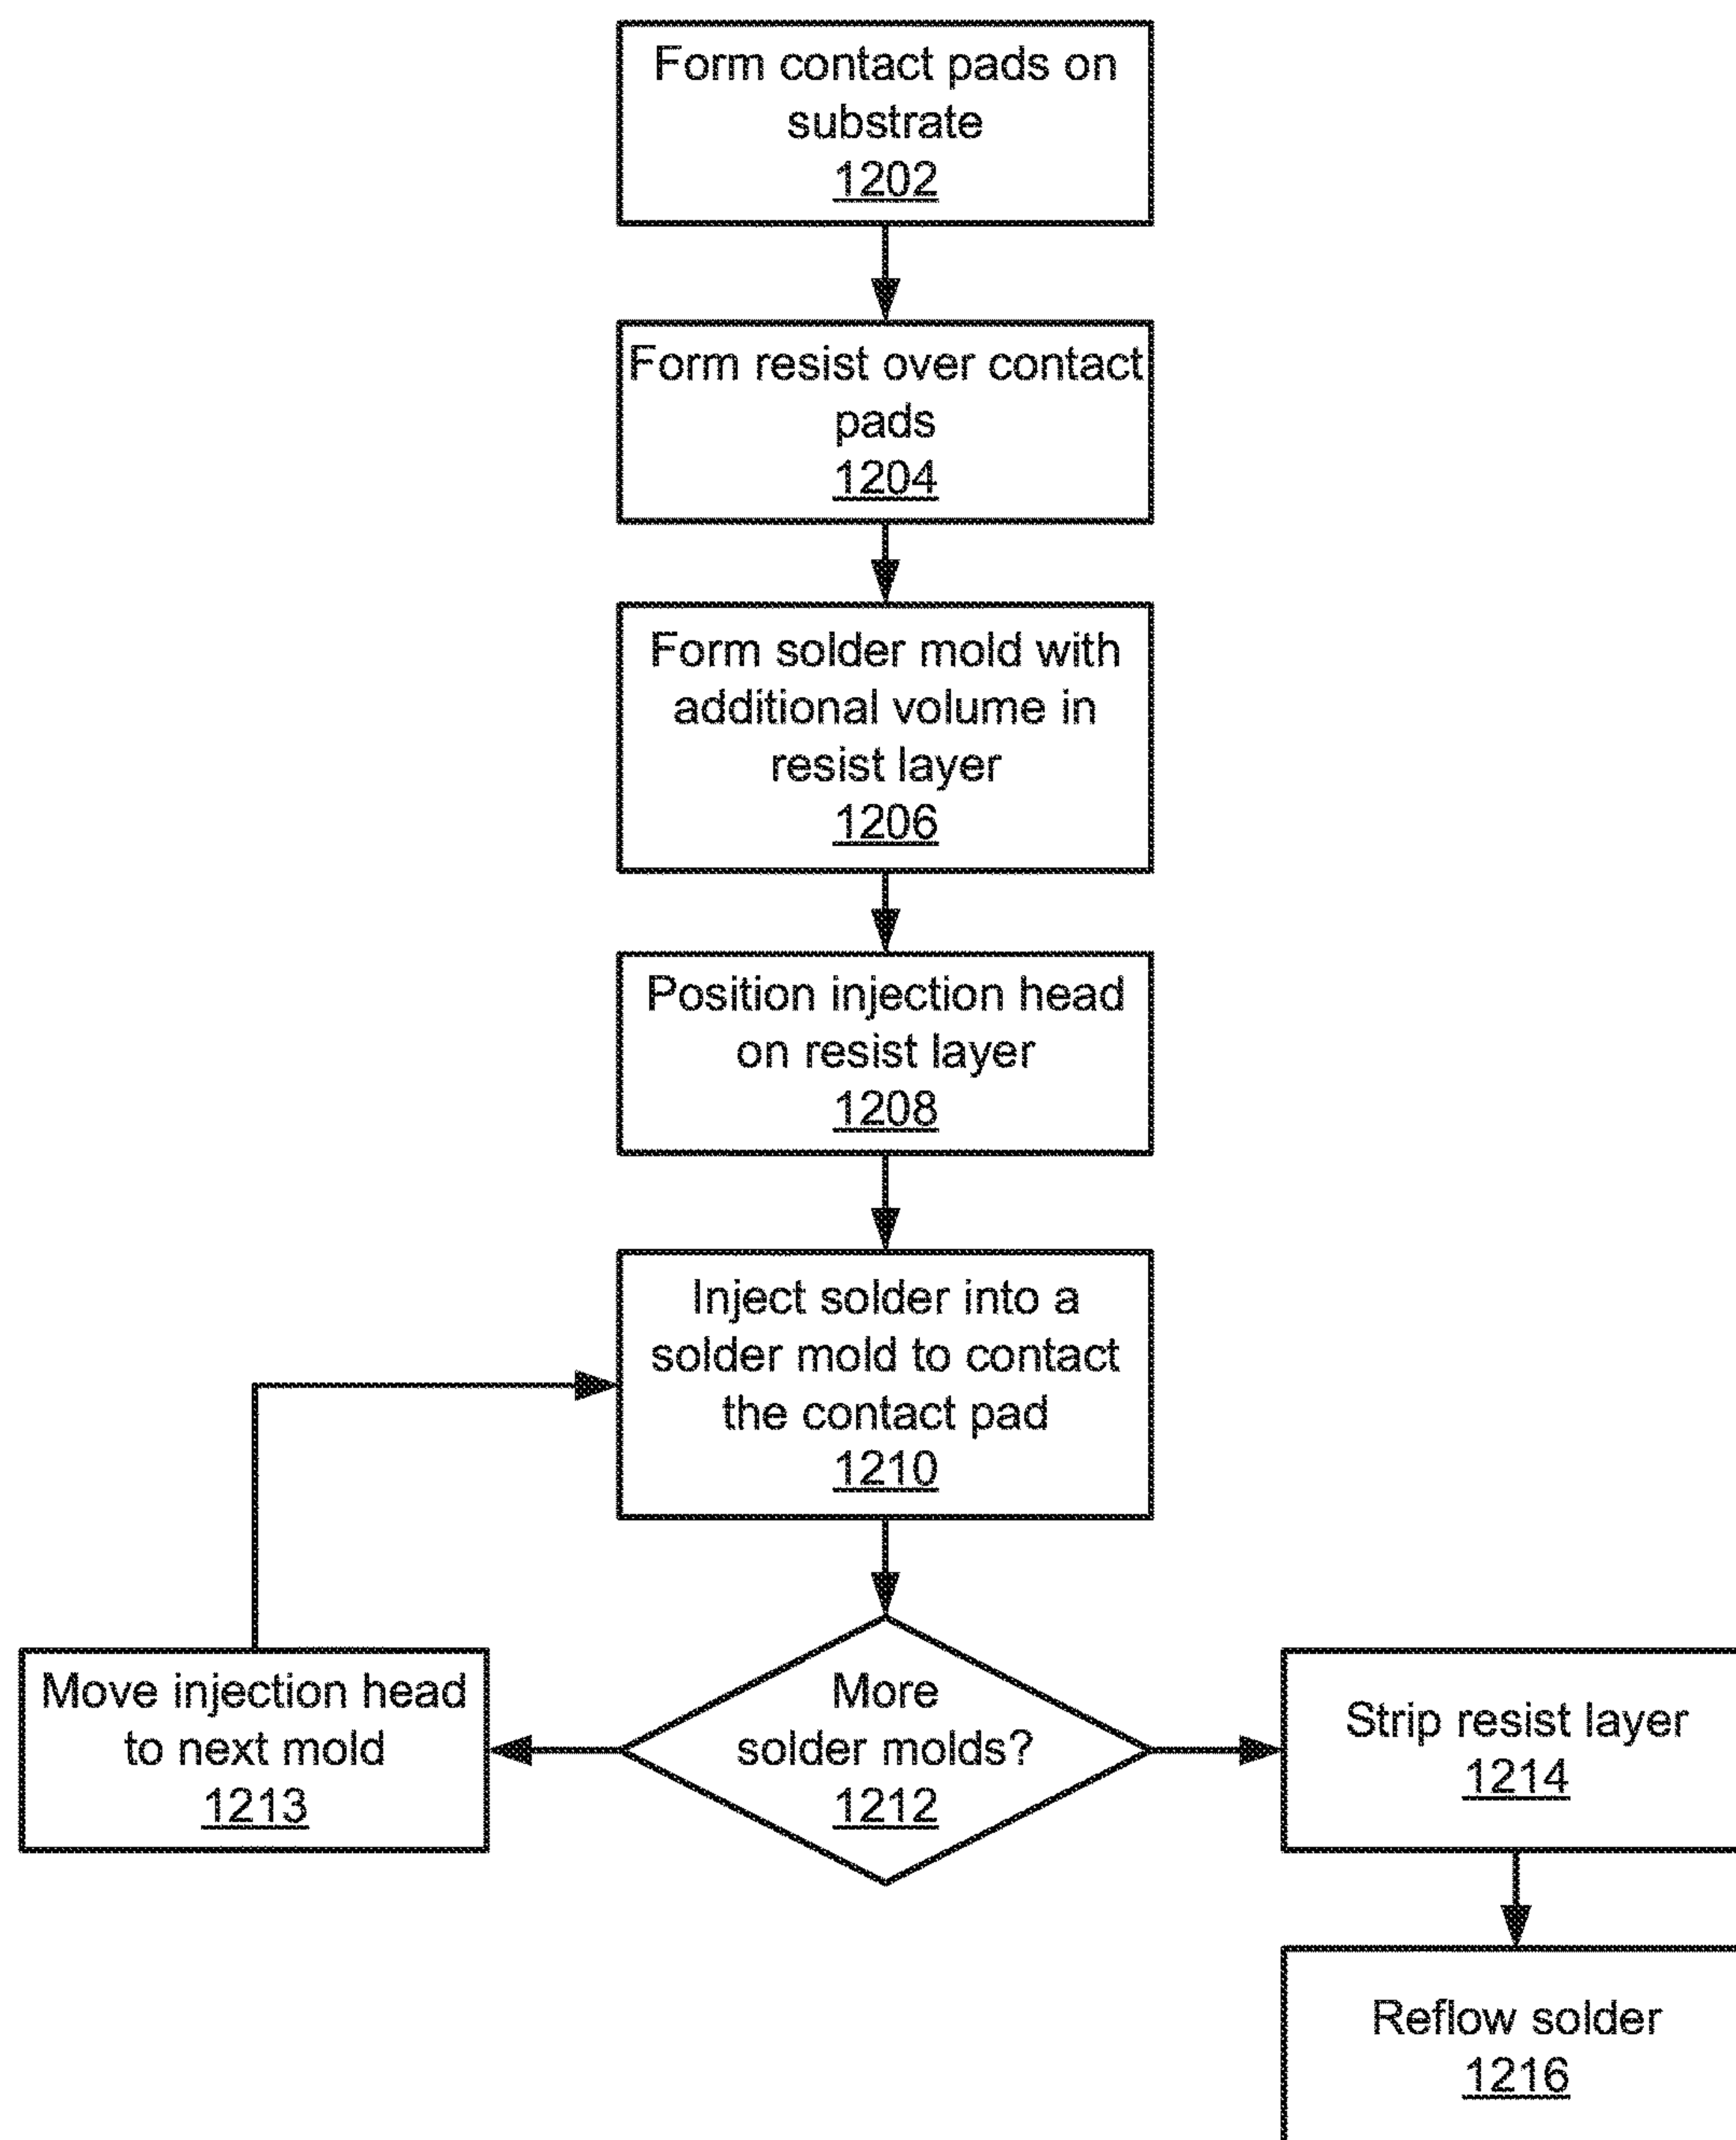 Form contact pads on
substrate
1202
Form resist over contact
pads
1204
Form solder mold with
additional volume in
resist layer
1206
Position injection head
on resist layer
1208
Inject solder into a
solder mold to contact
the contact pad
1210
More
solder molds?
1212
Move injection head
to next mold
1213
Strip resist layer
1214
Reflow solder
1216